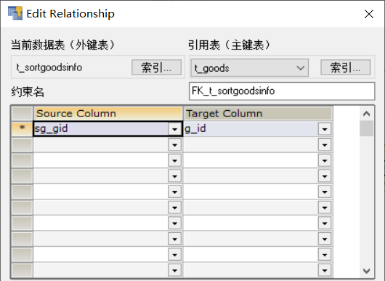 Edit Relationship
当前数据表（外键表）
引用表（主键表）
t_sortgoodsinfo
索引...
t_goods
索引...
约束名
FK_t_sortgoodsinfo
Source Column
Target Column
* sg_gid
g_id